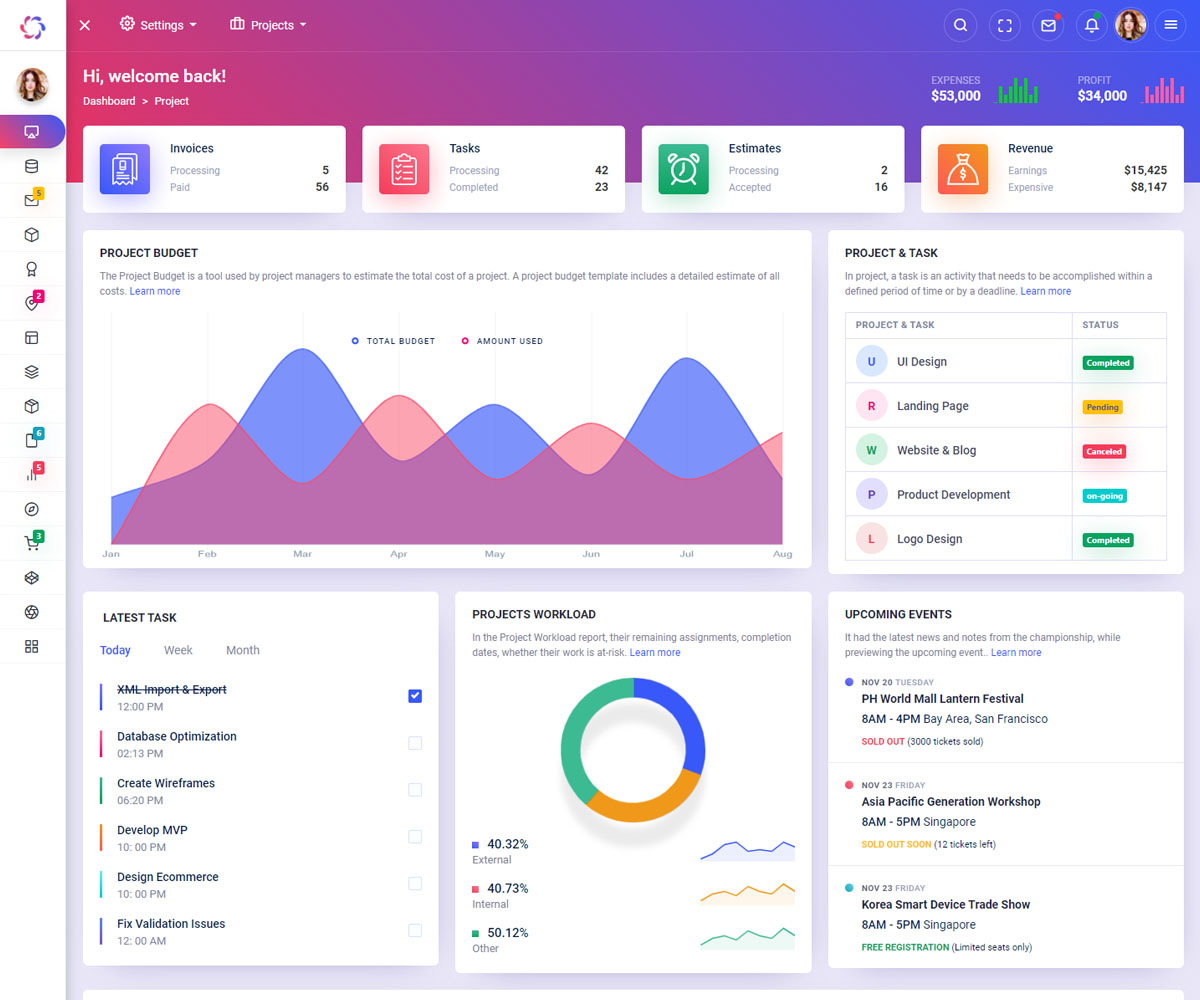 Settings
Projects
Hi, welcome back!
Dashboard > Project
EXPENSES
$53,000
PROFIT
$34,000
5
2
6
5
3
Invoices
Processing 5
Paid 56
Tasks
Processing 42
Completed 23
Estimates
Processing 2
Accepted 16
Revenue
Earnings $15,425
Expensive $8,147
PROJECT BUDGET
The Project Budget is a tool used by project managers to estimate the total cost of a project. A project budget template includes a detailed estimate of all
costs. Learn more
TOTAL BUDGET AMOUNT USED
Jan Feb Mar Apr May Jun Jul Aug
PROJECT & TASK
In project, a task is an activity that needs to be accomplished within a
defined period of time or by a deadline. Learn more
PROJECT & TASK STATUS
U UI Design Completed
R Landing Page Pending
W Website & Blog Canceled
P Product Development on-going
L Logo Design Completed
LATEST TASK
Today Week Month
XML Import & Export
12:00 PM
Database Optimization
02:13 PM
Create Wireframes
06:20 PM
Develop MVP
10: 00 PM
Design Ecommerce
10: 00 PM
Fix Validation Issues
12: 00 AM
PROJECTS WORKLOAD
In the Project Workload report, their remaining assignments, completion
dates, whether their work is at-risk. Learn more
40.32%
External
40.73%
Internal
50.12%
Other
UPCOMING EVENTS
It had the latest news and notes from the championship, while
previewing the upcoming event.. Learn more
NOV 20 TUESDAY
PH World Mall Lantern Festival
8AM - 4PM Bay Area, San Francisco
SOLD OUT (3000 tickets sold)
NOV 23 FRIDAY
Asia Pacific Generation Workshop
8AM - 5PM Singapore
SOLD OUT SOON (12 tickets left)
NOV 23 FRIDAY
Korea Smart Device Trade Show
8AM - 5PM Singapore
FREE REGISTRATION (Limited seats only)